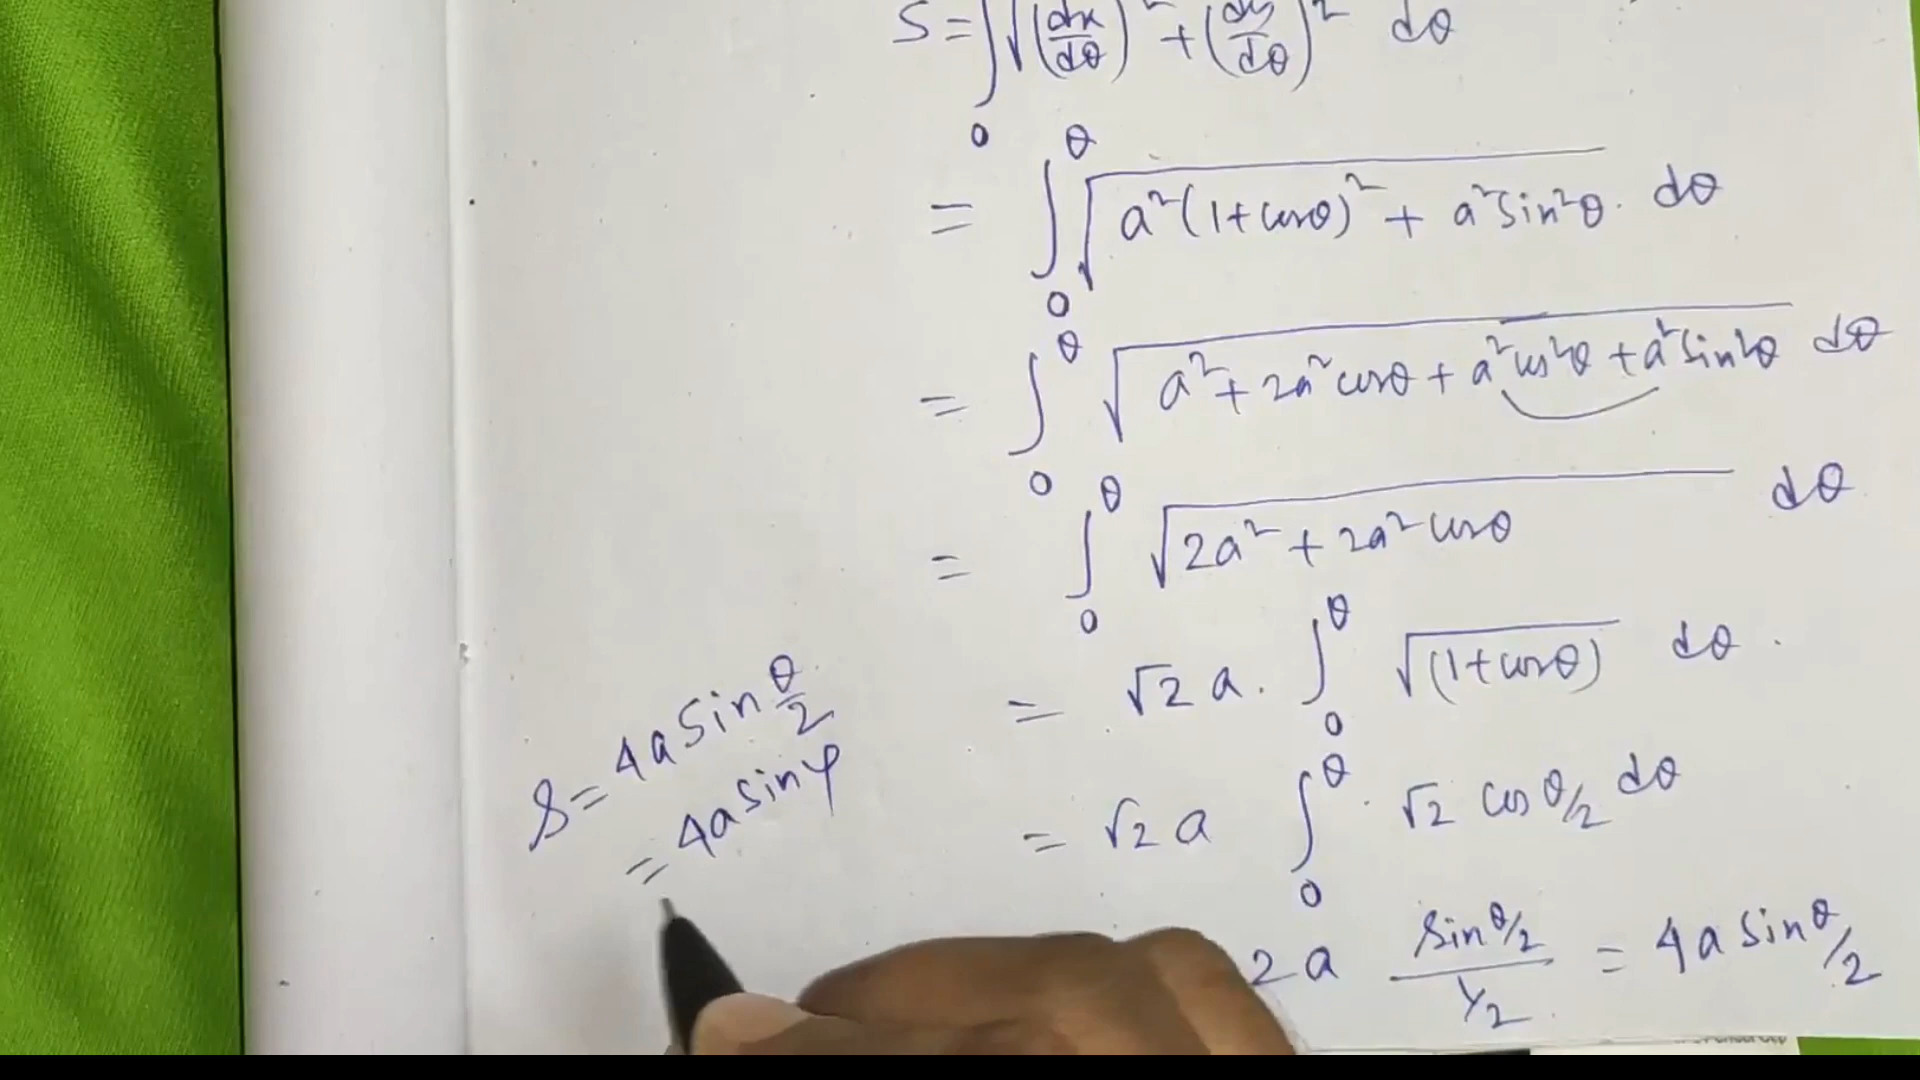 S = ∫₀ √((dx/dθ)² + (dy/dθ)²) dθ
= ∫₀^θ √(a²(1+cosθ)² + a²sin²θ) . dθ
= ∫₀^θ √(a² + 2a²cosθ + a²cos²θ + a²sin²θ) dθ
= ∫₀^θ √(2a² + 2a²cosθ) dθ
= √2 a . ∫₀^θ √(1+cosθ) dθ .
= √2 a ∫₀^θ . √2 cos θ/2 dθ
2a (sin θ/2)/(1/2) = 4a sin θ/2
S = 4a sin θ/2
= 4a sin ψ